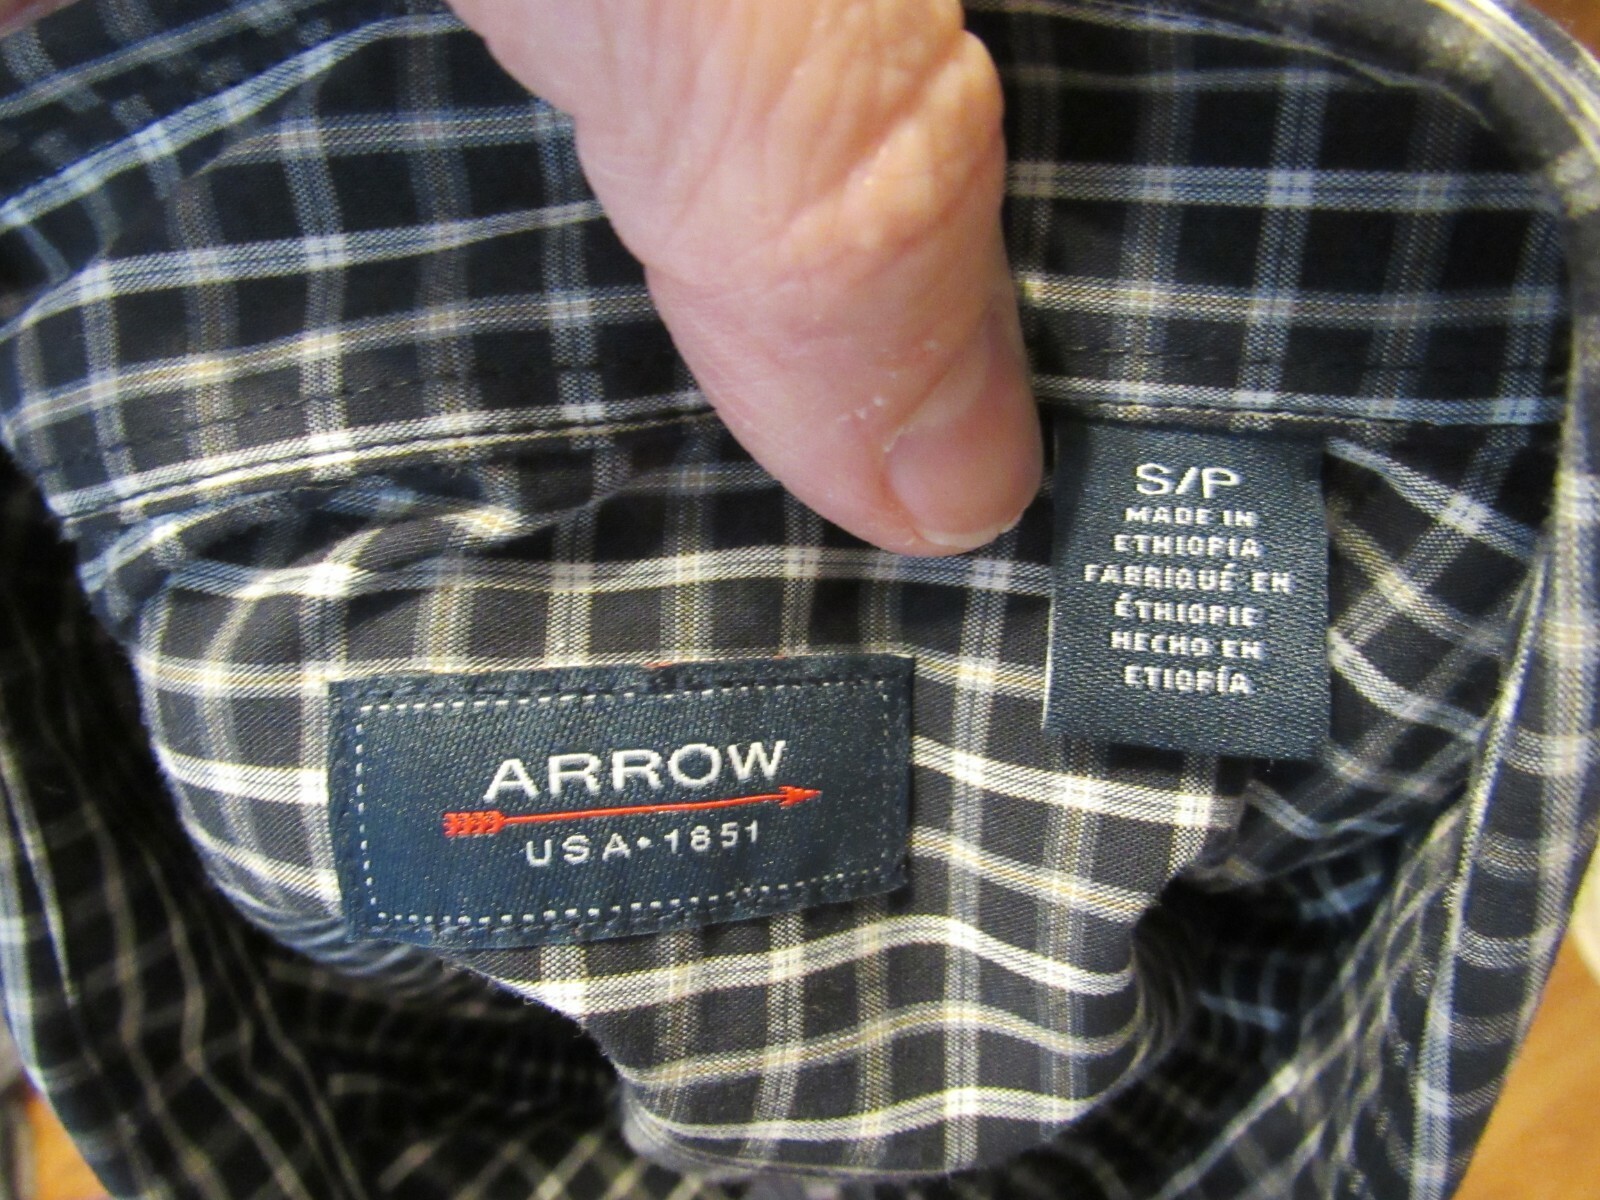 S/P
MADE IN
ETHIOPIA
FABRIQUÉ EN
ÉTHIOPIE
HECHO EN
ETIOPÍA
ARROW
USA•1851